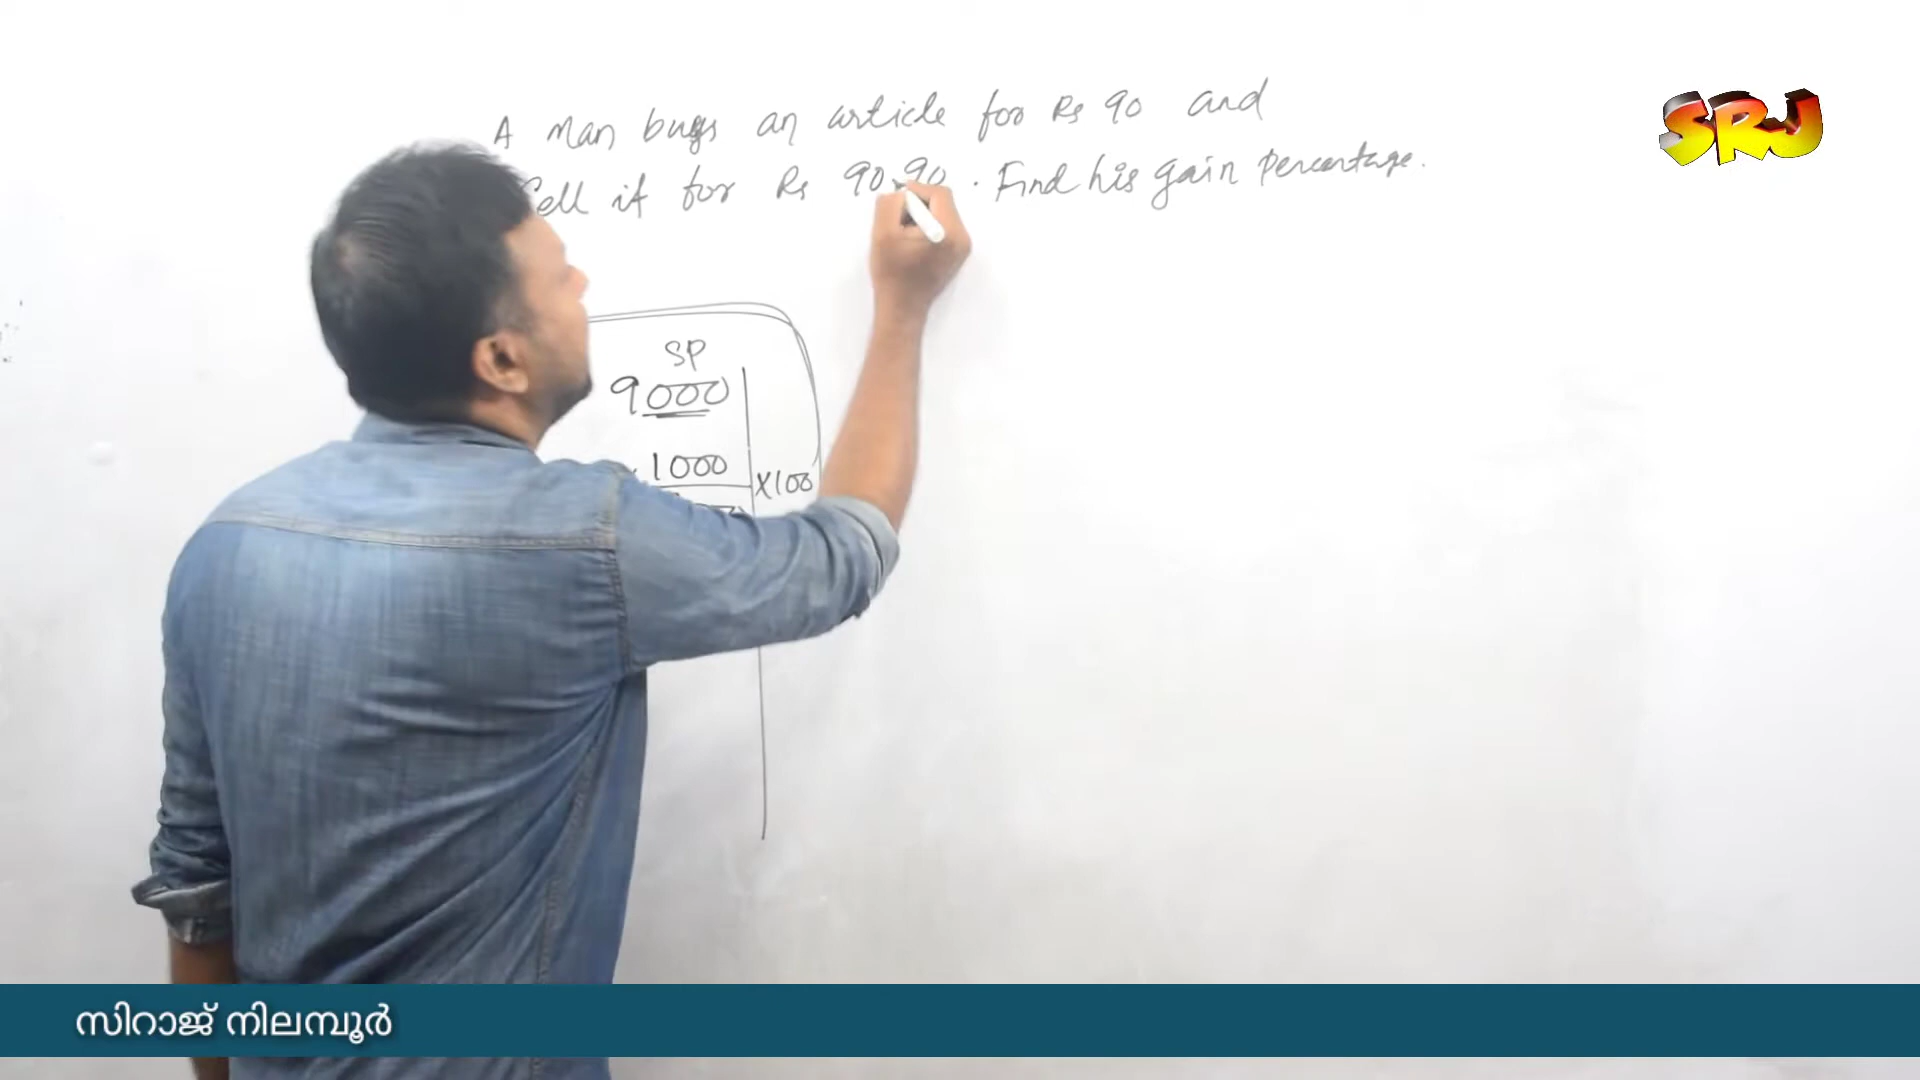 A man buys an article for Rs 90 and
Sell it for Rs 90.90 . Find his gain percentage.
SRJ
SP
9000
1000
x100
സിറാജ് നിലമ്പൂർ